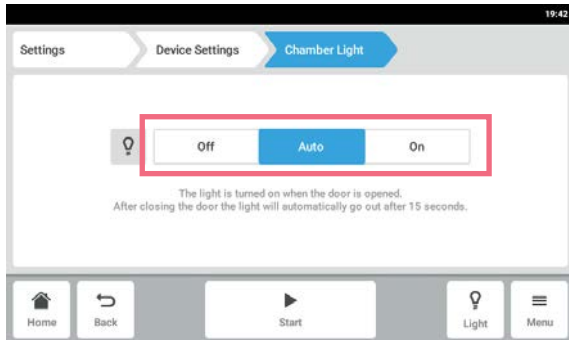 19:42
Settings
Device Settings
Chamber Light
Off
Auto
On
The light is turned on when the door is opened.
After closing the door the light will automatically go out after 15 seconds.
Home
Back
Start
Light
Menu